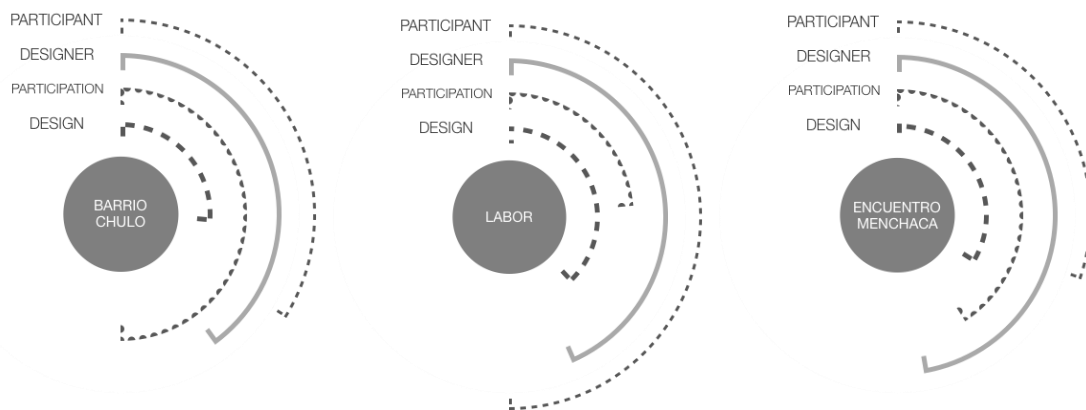 PARTICIPANT
DESIGNER
PARTICIPATION
DESIGN
BARRIO
CHULO
PARTICIPANT
DESIGNER
PARTICIPATION
DESIGN
LABOR
PARTICIPANT
DESIGNER
PARTICIPATION
DESIGN
ENCUENTRO
MENCHACA